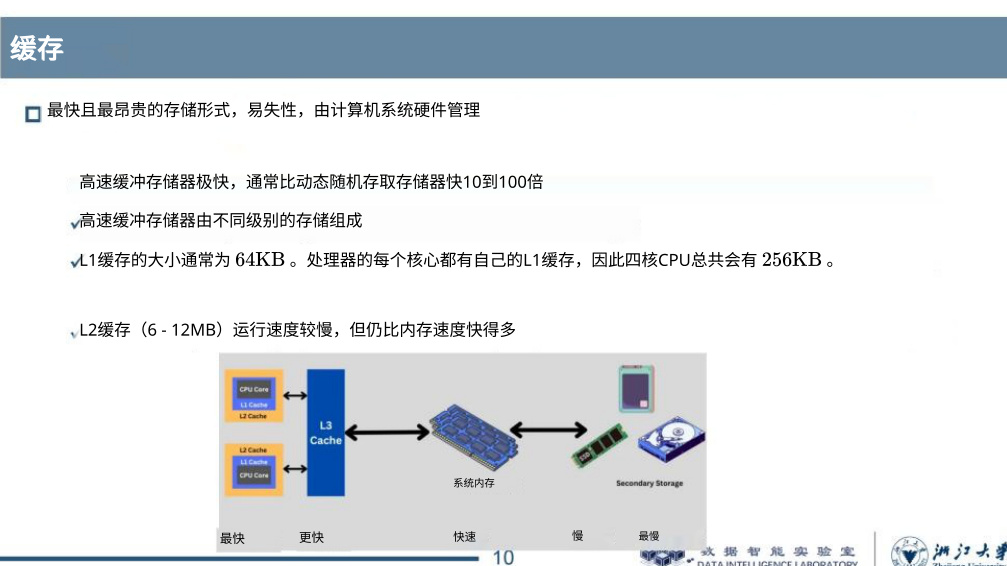 缓存
最快且最昂贵的存储形式，易失性，由计算机系统硬件管理
高速缓冲存储器极快，通常比动态随机存取存储器快10到100倍
高速缓冲存储器由不同级别的存储组成
L1缓存的大小通常为 64KB 。处理器的每个核心都有自己的L1缓存，因此四核CPU总共会有 256KB 。
L2缓存（6 - 12MB）运行速度较慢，但仍比内存速度快得多
CPU Core
L1 Cache
L2 Cache
L3
Cache
L2 Cache
L1 Cache
CPU Core
系统内存
SSD
Secondary Storage
最快 更快 快速 慢 最慢
10
数据智能实验室
DATA INTELLIGENCE LABORATORY
浙江大学
Zhejiang University